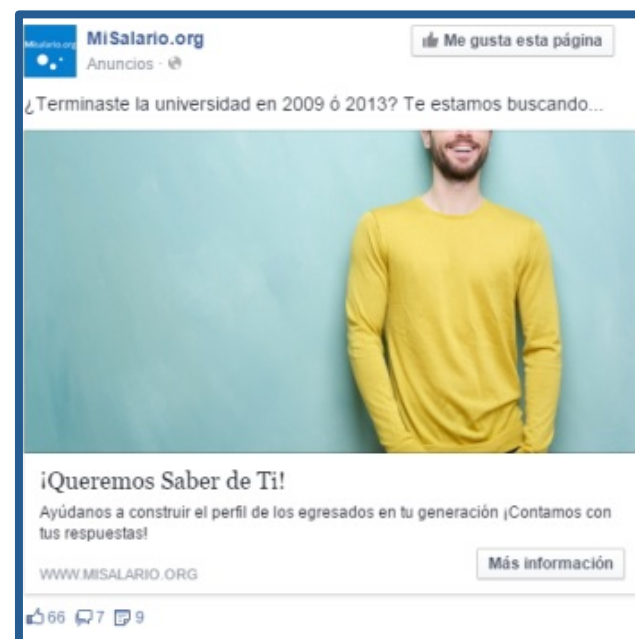 Misalario.org
MiSalario.org
Me gusta esta página
Anuncios ·
¿Terminaste la universidad en 2009 ó 2013? Te estamos buscando...
¡Queremos Saber de Ti!
Ayúdanos a construir el perfil de los egresados en tu generación ¡Contamos con
tus respuestas!
WWW.MISALARIO.ORG
Más información
66 7 9